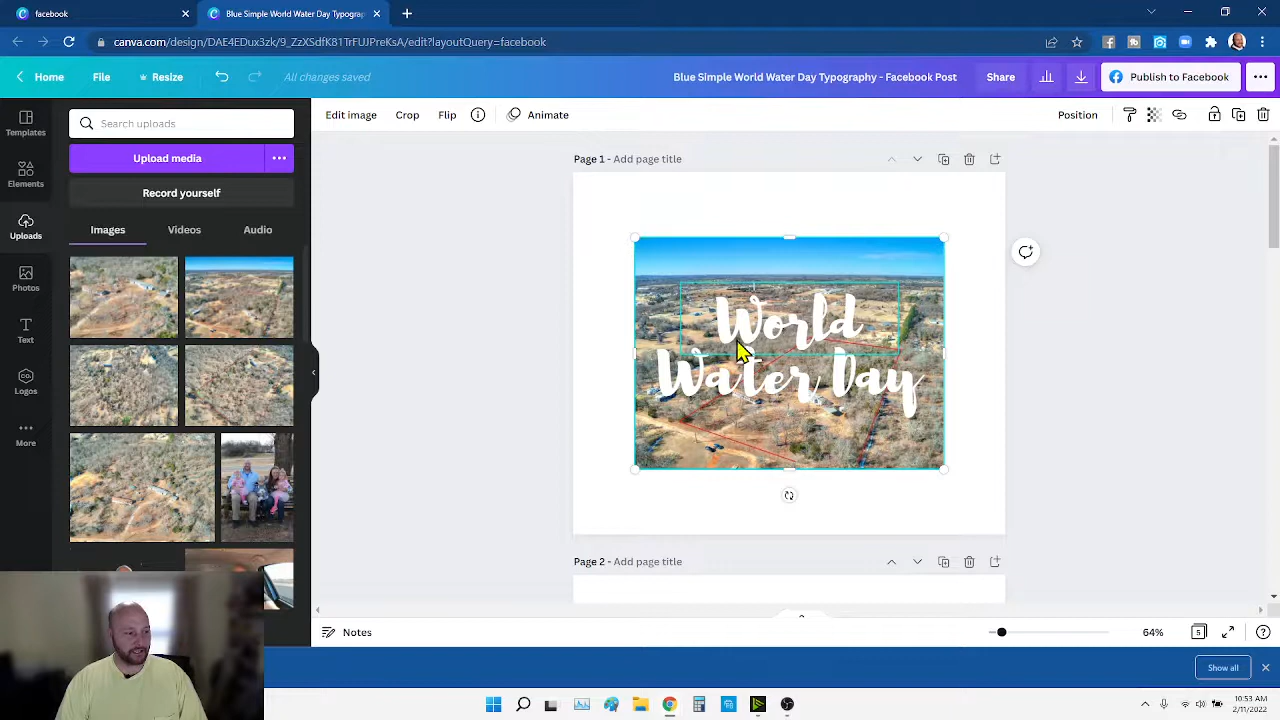 facebook
Blue Simple World Water Day Typograp
canva.com/design/DAE4EDux3k/9_ZzXSdfK81TrFUJPreKsA/edit?layoutQuery=facebook
Home
File
Resize
All changes saved
Blue Simple World Water Day Typography - Facebook Post
Share
Publish to Facebook
Templates
Elements
Uploads
Photos
Text
Logos
More
Search uploads
Upload media
Record yourself
Images
Videos
Audio
Edit image
Crop
Flip
Animate
Position
Page 1 - Add page title
World
Water Day
Page 2 - Add page title
Notes
64%
5
Show all
10:53 AM
2/11/2022